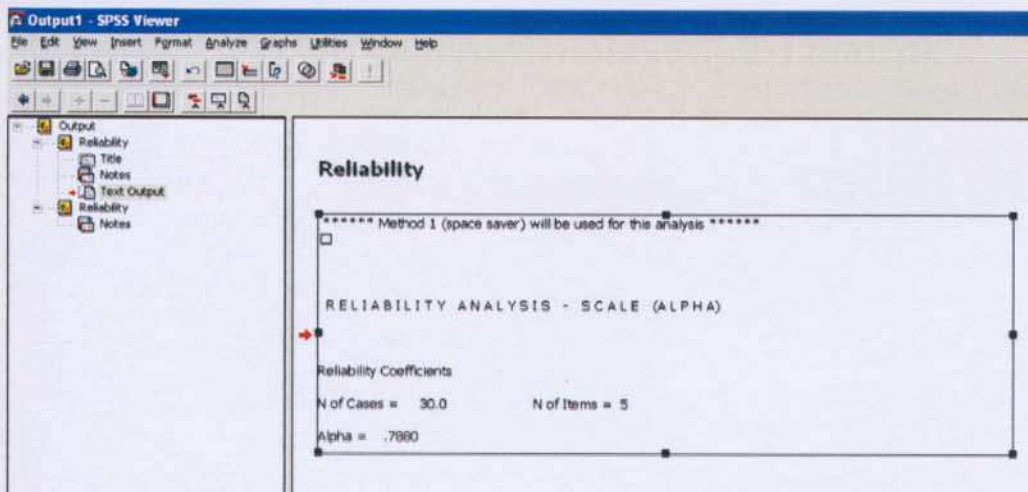 Output1 - SPSS Viewer
File Edit View Insert Format Analyze Graphs Utilities Window Help
Output
Reliability
Title
Notes
Text Output
Reliability
Notes
Reliability
****** Method 1 (space saver) will be used for this analysis ******
RELIABILITY ANALYSIS - SCALE (ALPHA)
Reliability Coefficients
N of Cases = 30.0 N of Items = 5
Alpha = .7880